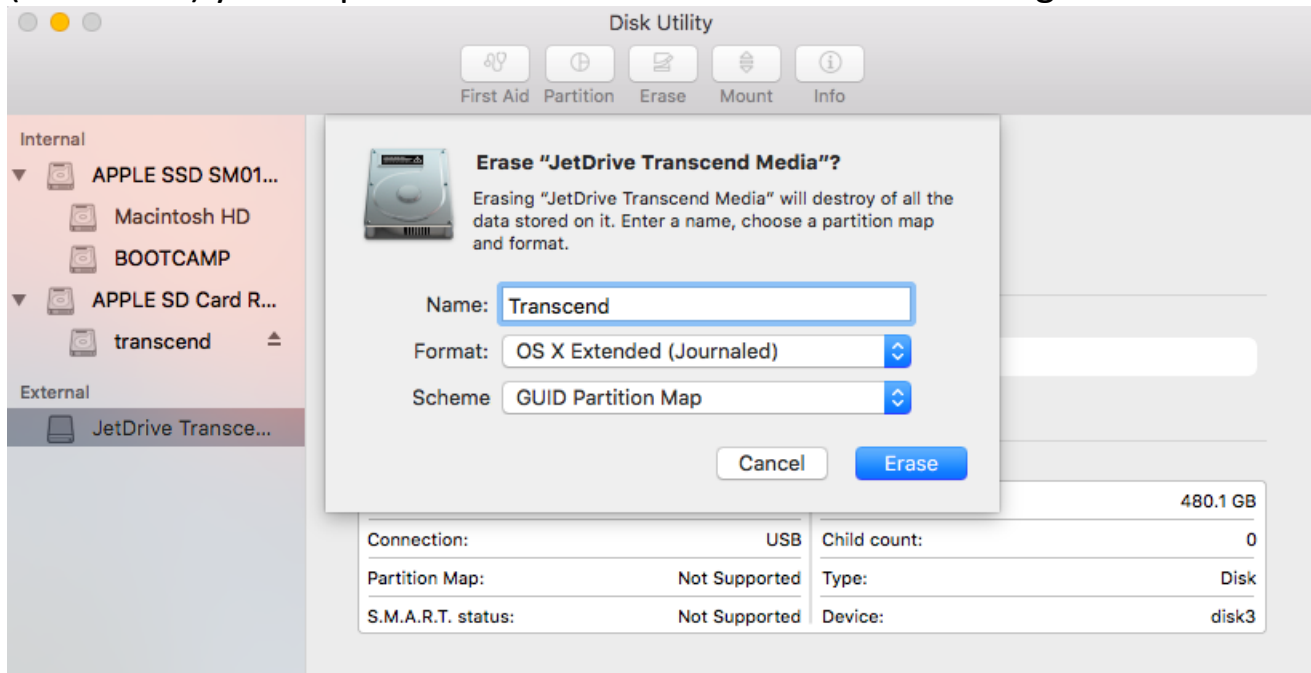 Disk Utility
First Aid Partition Erase Mount Info
Internal
APPLE SSD SM01...
Macintosh HD
BOOTCAMP
APPLE SD Card R...
transcend
External
JetDrive Transce...
Erase “JetDrive Transcend Media”?
Erasing “JetDrive Transcend Media” will destroy of all the
data stored on it. Enter a name, choose a partition map
and format.
Name: Transcend
Format: OS X Extended (Journaled)
Scheme GUID Partition Map
Cancel Erase
480.1 GB
Connection: USB Child count: 0
Partition Map: Not Supported Type: Disk
S.M.A.R.T. status: Not Supported Device: disk3